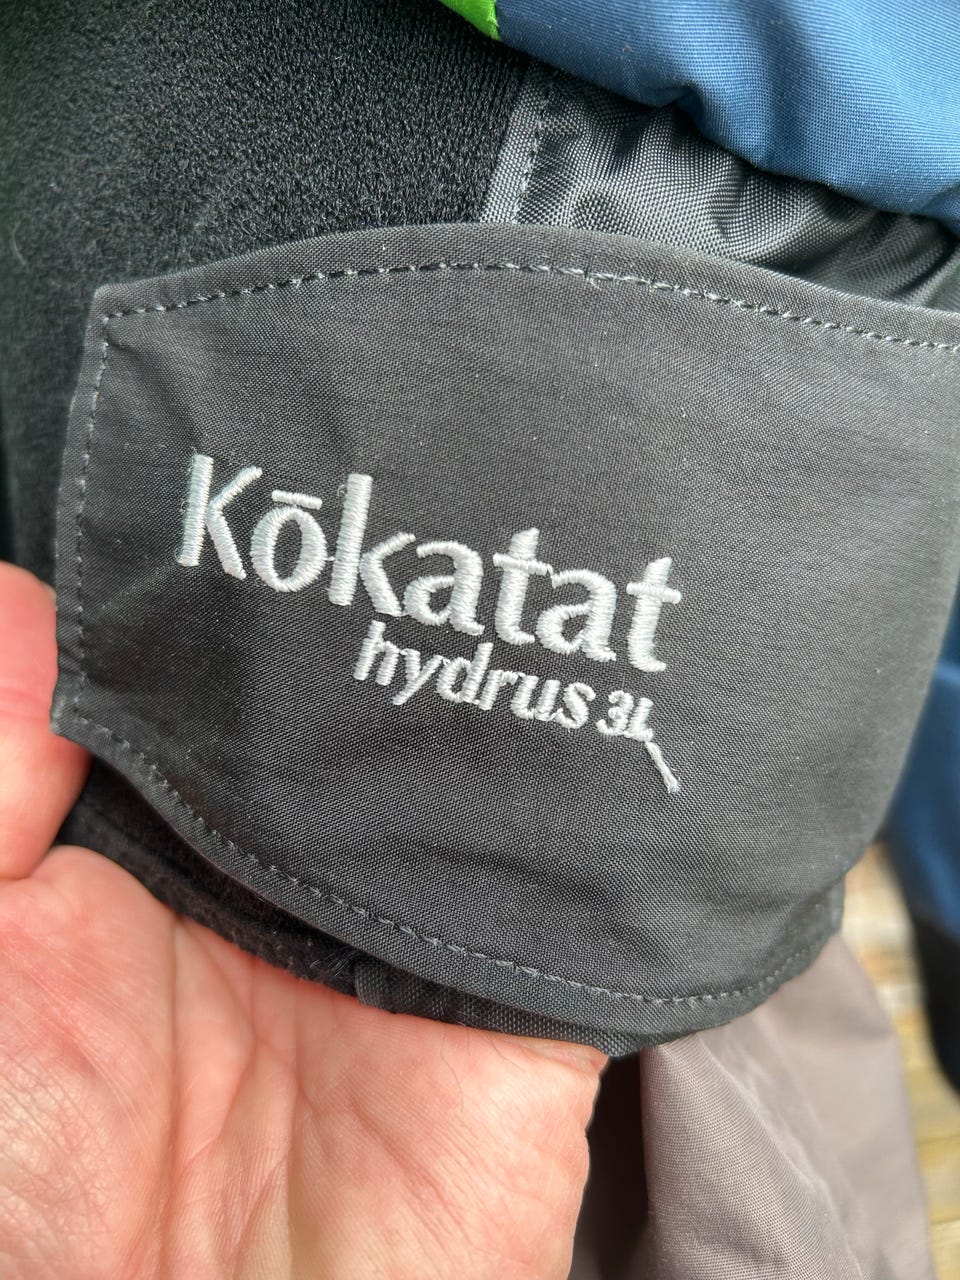 Kōkatat
hydrus 3L